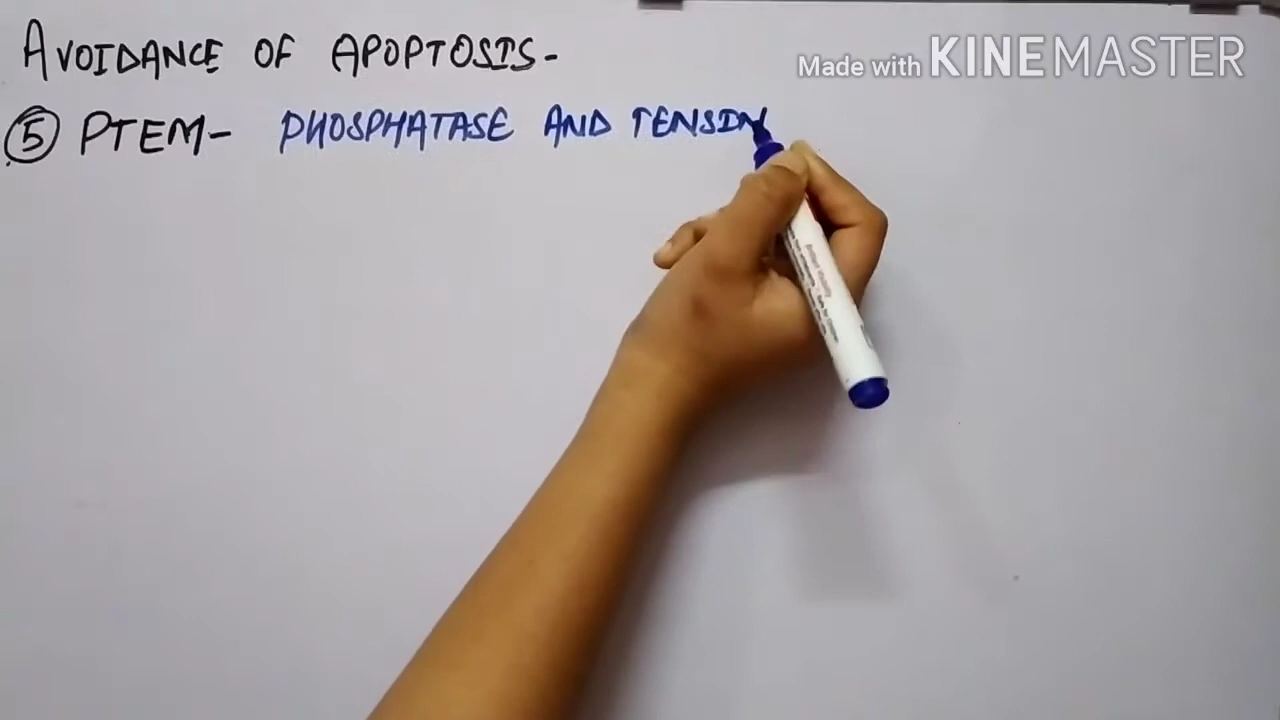 AVOIDANCE OF APOPTOSIS-
Made with KINEMASTER
⑤ PTEM- PHOSPHATASE AND TENSIN